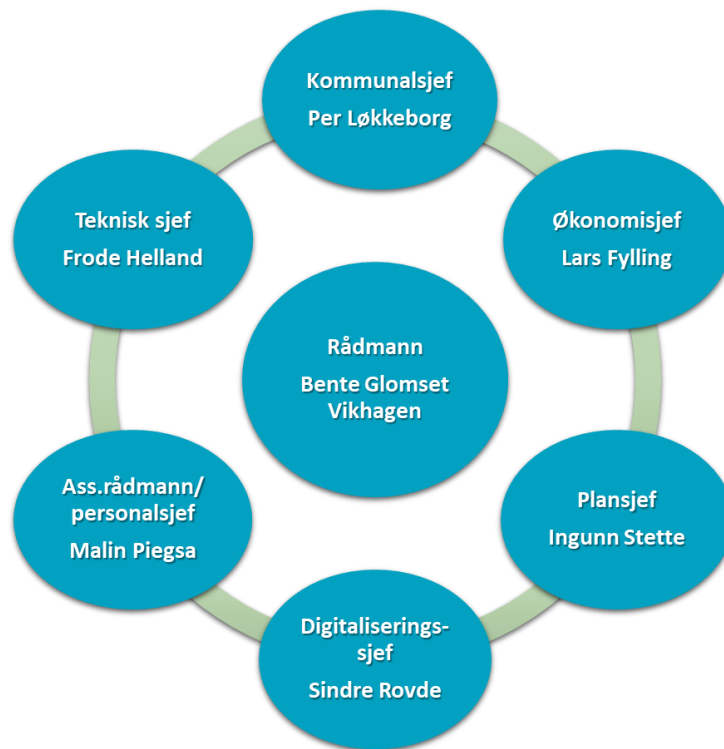 Kommunalsjef
Per Løkkeborg
Økonomisjef
Lars Fylling
Plansjef
Ingunn Stette
Digitaliserings-
sjef
Sindre Rovde
Ass.rådmann/
personalsjef
Malin Piegsa
Teknisk sjef
Frode Helland
Rådmann
Bente Glomset
Vikhagen